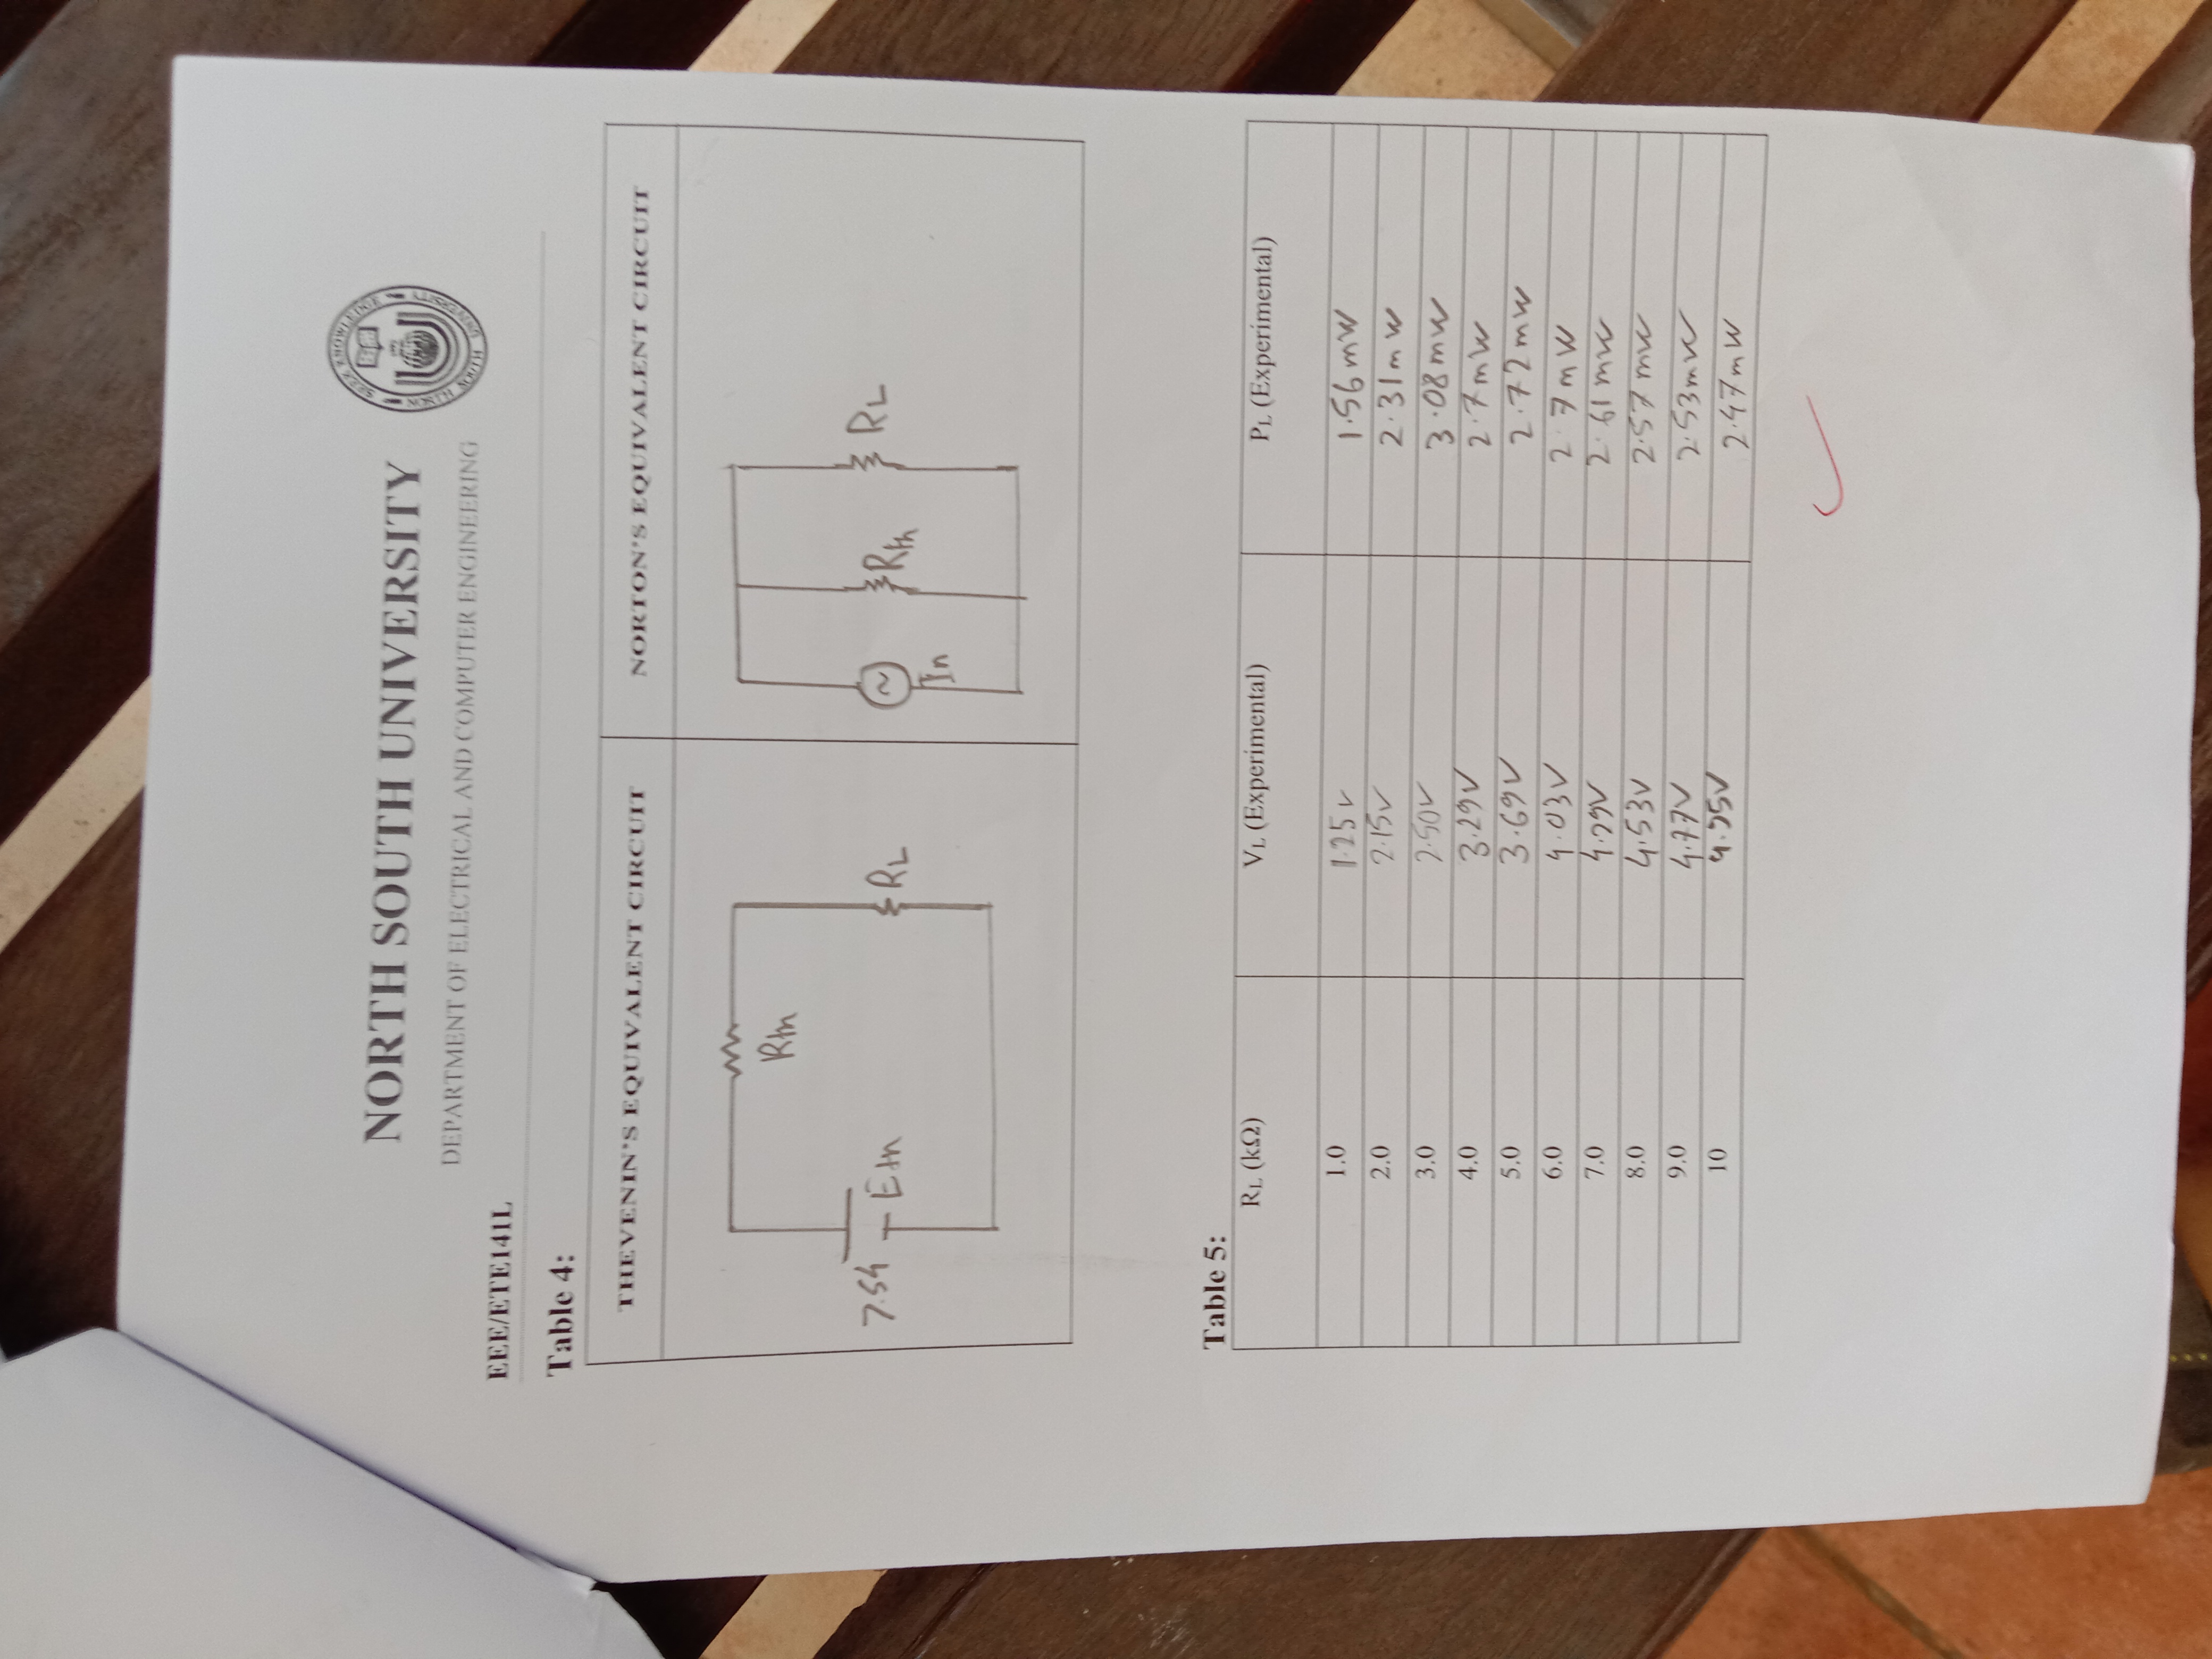 NORTH SOUTH UNIVERSITY
SEEK KNOWLEDGE
NORTH SOUTH UNIVERSITY
DEPARTMENT OF ELECTRICAL AND COMPUTER ENGINEERING
EEE/ETE141L
Table 4:
THEVENIN'S EQUIVALENT CIRCUIT NORTON'S EQUIVALENT CIRCUIT
Rth
7.54 Eth RL
In Rth RL
Table 5:
RL (kΩ) VL (Experimental) PL (Experimental)
1.0 1.25v 1.56mW
2.0 2.15v 2.31mW
3.0 2.50v 3.08mW
4.0 3.29V 2.7mW
5.0 3.69V 2.72mW
6.0 4.03V 2.7mW
7.0 4.29V 2.61mW
8.0 4.53V 2.57mW
9.0 4.77V 2.53mW
10 4.95V 2.47mW